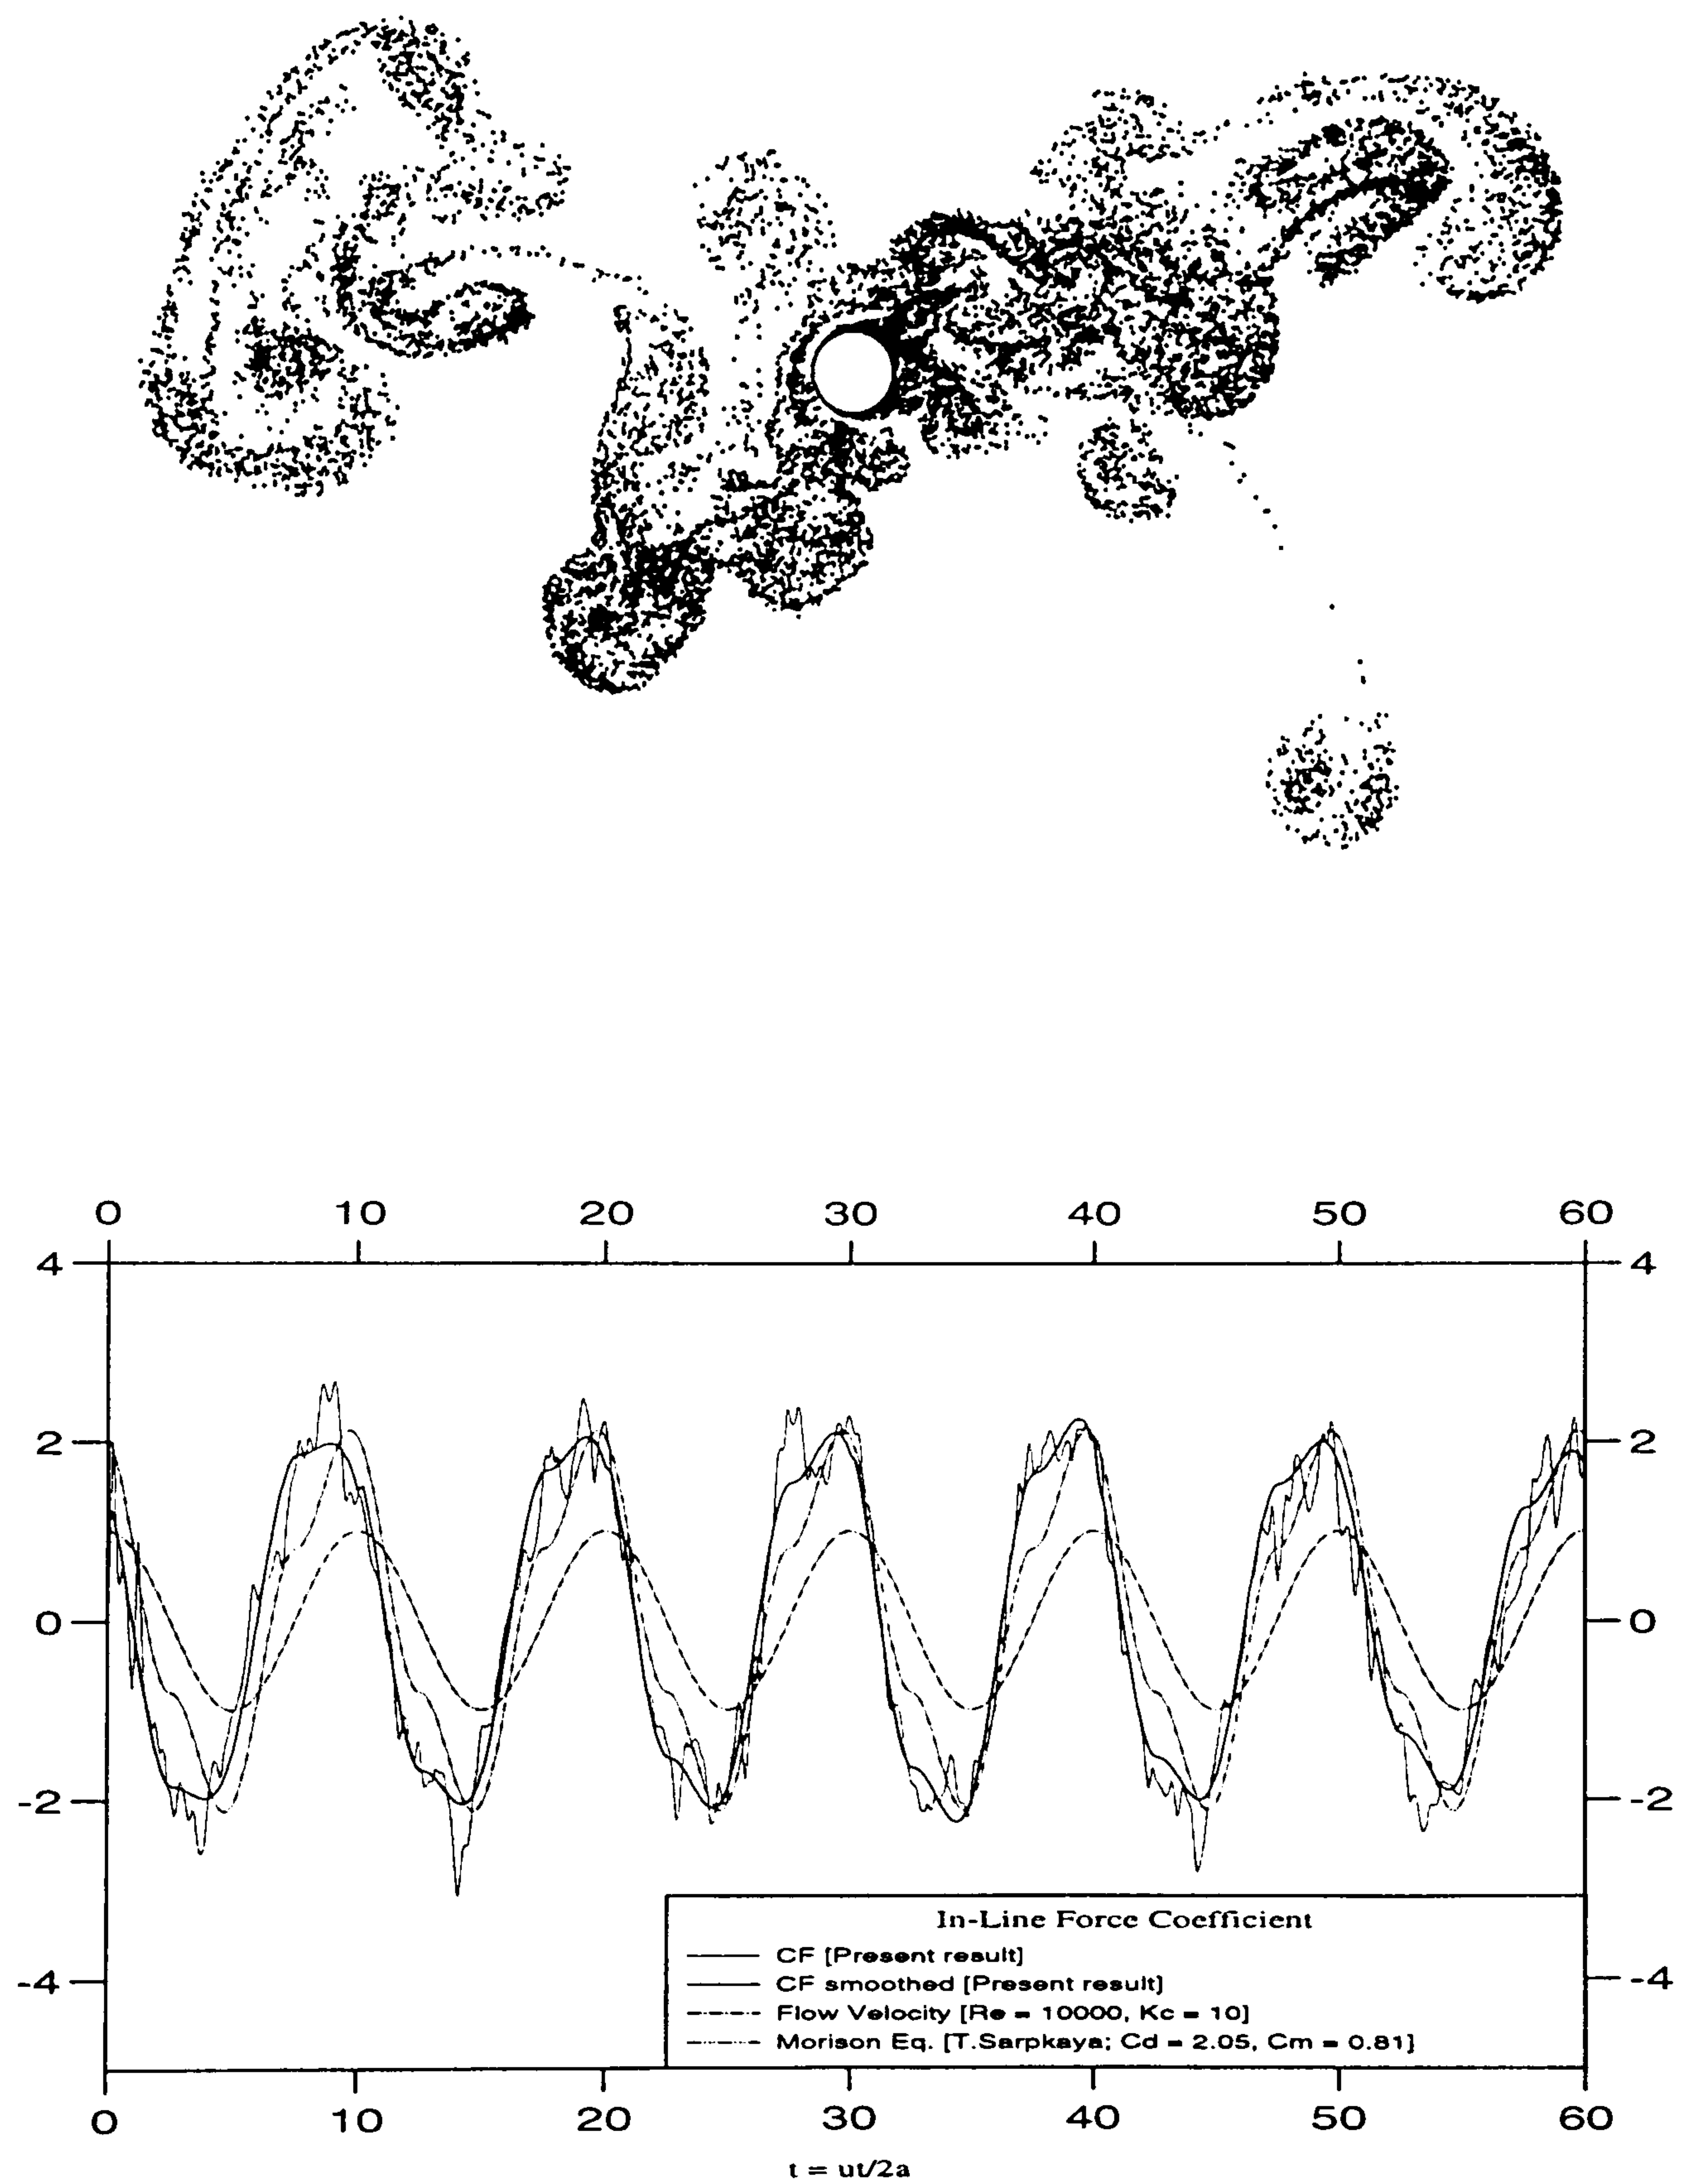 0 10 20 30 40 50 60
4 4
2 2
0 0
-2 -2
-4 -4
In-Line Force Coefficient
CF [Present result]
CF smoothed [Present result]
Flow Velocity [Re = 10000, Kc = 10]
Morison Eq. [T.Sarpkaya; Cd = 2.05, Cm = 0.81]
0 10 20 30 40 50 60
t = ut/2a